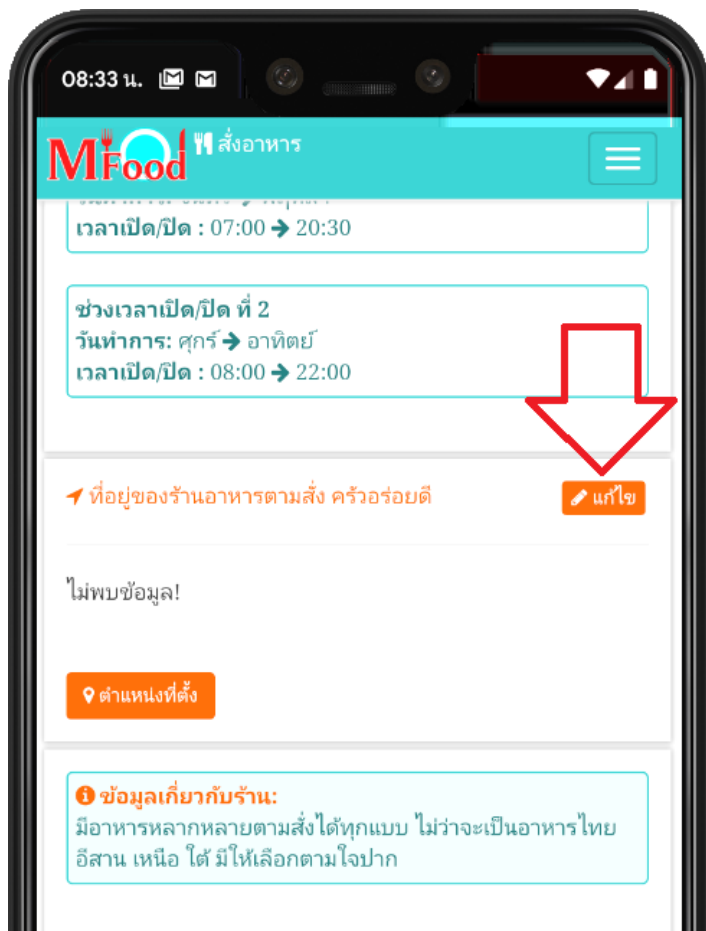 08:33 น.
MFood สั่งอาหาร
เวลาเปิด/ปิด : 07:00 ➔ 20:30
ช่วงเวลาเปิด/ปิด ที่ 2
วันทำการ: ศุกร์ ➔ อาทิตย์
เวลาเปิด/ปิด : 08:00 ➔ 22:00
ที่อยู่ของร้านอาหารตามสั่ง ครัวอร่อยดี
แก้ไข
ไม่พบข้อมูล!
ตำแหน่งที่ตั้ง
ข้อมูลเกี่ยวกับร้าน:
มีอาหารหลากหลายตามสั่งได้ทุกแบบ ไม่ว่าจะเป็นอาหารไทย
อีสาน เหนือ ใต้ มีให้เลือกตามใจปาก